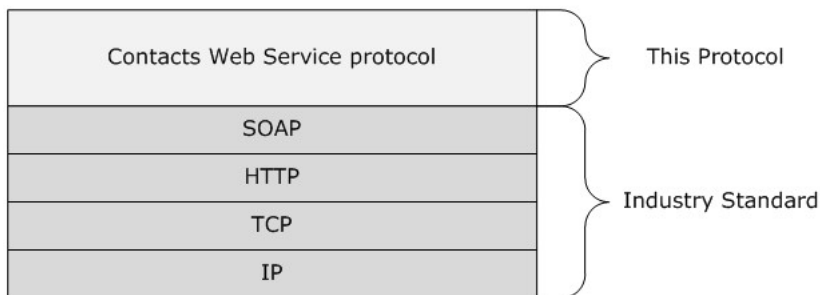 Contacts Web Service protocol
This Protocol
SOAP
HTTP
TCP
IP
Industry Standard